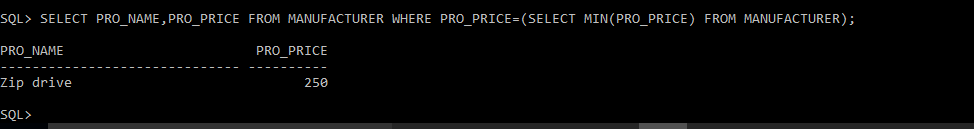 SQL> SELECT PRO_NAME,PRO_PRICE FROM MANUFACTURER WHERE PRO_PRICE=(SELECT MIN(PRO_PRICE) FROM MANUFACTURER);
PRO_NAME                       PRO_PRICE
------------------------------ ----------
Zip drive                            250
SQL>